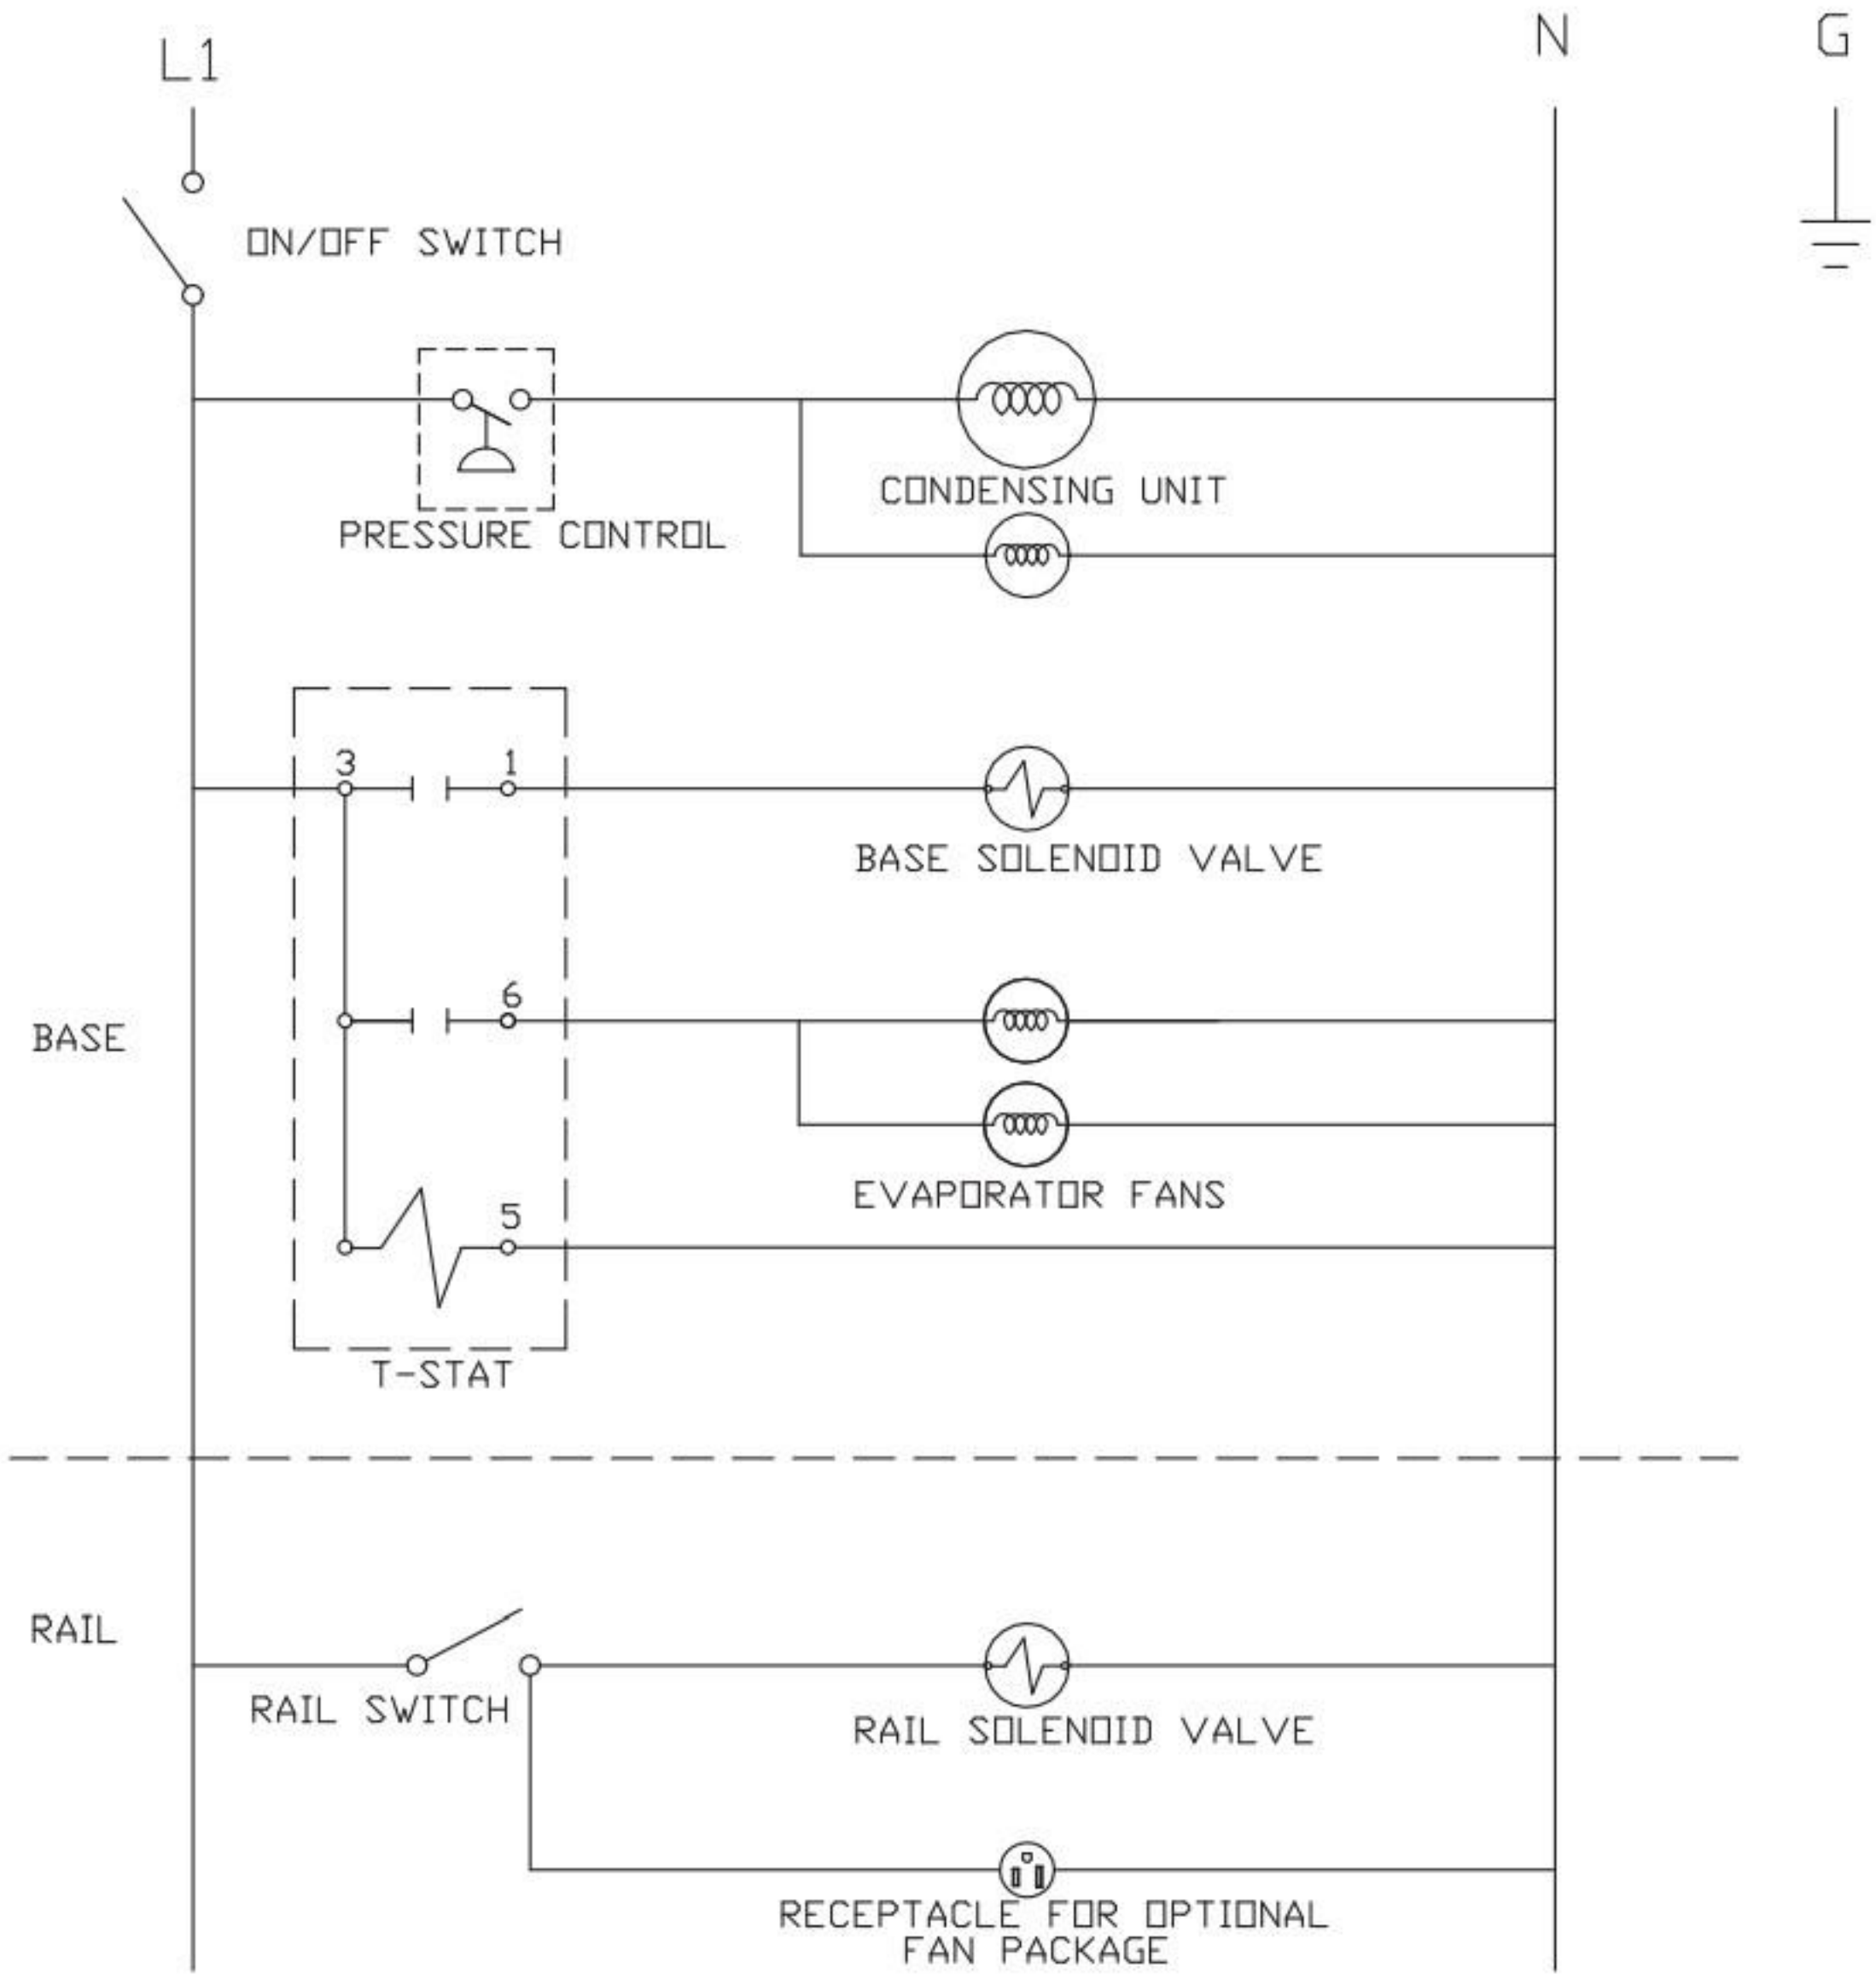 L1
N
G
ON/OFF SWITCH
CONDENSING UNIT
PRESSURE CONTROL
3
1
BASE SOLENOID VALVE
6
BASE
EVAPORATOR FANS
5
T-STAT
RAIL
RAIL SWITCH
RAIL SOLENOID VALVE
RECEPTACLE FOR OPTIONAL
FAN PACKAGE